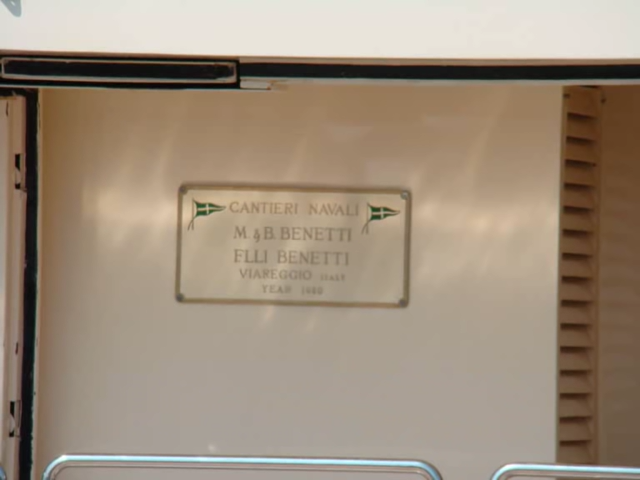 CANTIERI NAVALI
M. & B. BENETTI
FLLI BENETTI
VIAREGGIO ITALY
YEAR